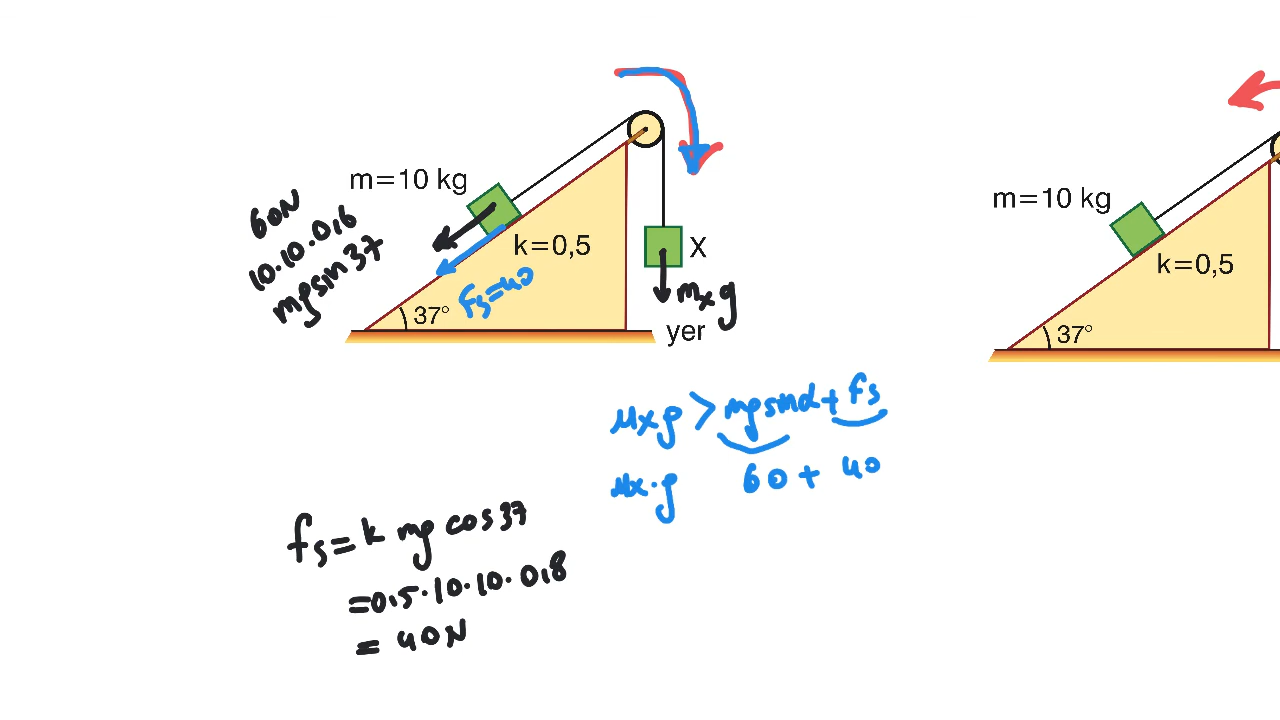 m=10 kg
60N
10.10.0,6
mgsin37
k=0,5
X
37°
fs=40
mxg
yer
m=10 kg
k=0,5
37°
Mxg > mgsinα + fs
Mx.g 60 + 40
fs = k mg cos37
=0,5.10.10.0,8
= 40N